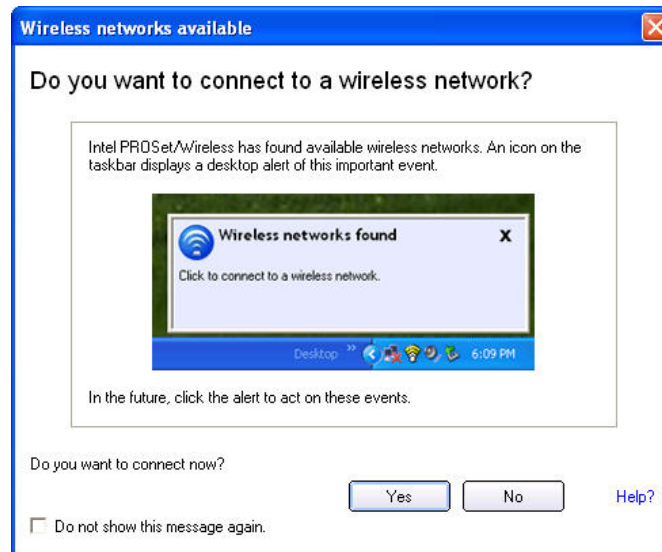 Wireless networks available
Do you want to connect to a wireless network?
Intel PROSet/Wireless has found available wireless networks. An icon on the
taskbar displays a desktop alert of this important event.
Wireless networks found X
Click to connect to a wireless network.
Desktop » 6:09 PM
In the future, click the alert to act on these events.
Do you want to connect now?
Yes No Help?
Do not show this message again.